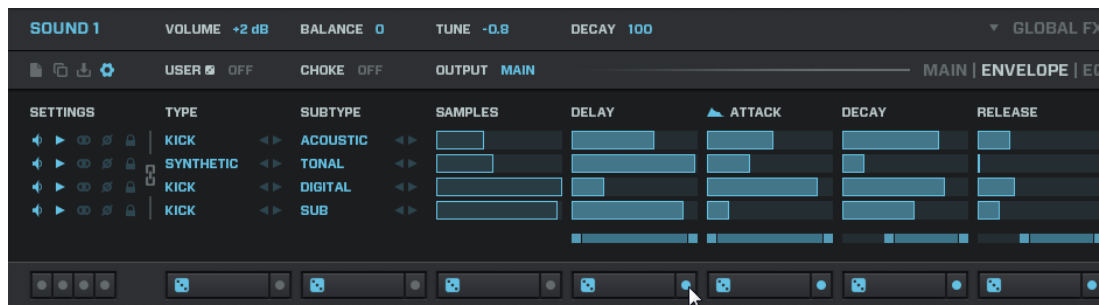 SOUND 1 VOLUME +2 dB BALANCE 0 TUNE -0.8 DECAY 100 GLOBAL FX
USER OFF CHOKE OFF OUTPUT MAIN MAIN | ENVELOPE | EQ
SETTINGS TYPE SUBTYPE SAMPLES DELAY ATTACK DECAY RELEASE
KICK ACOUSTIC
SYNTHETIC TONAL
KICK DIGITAL
KICK SUB